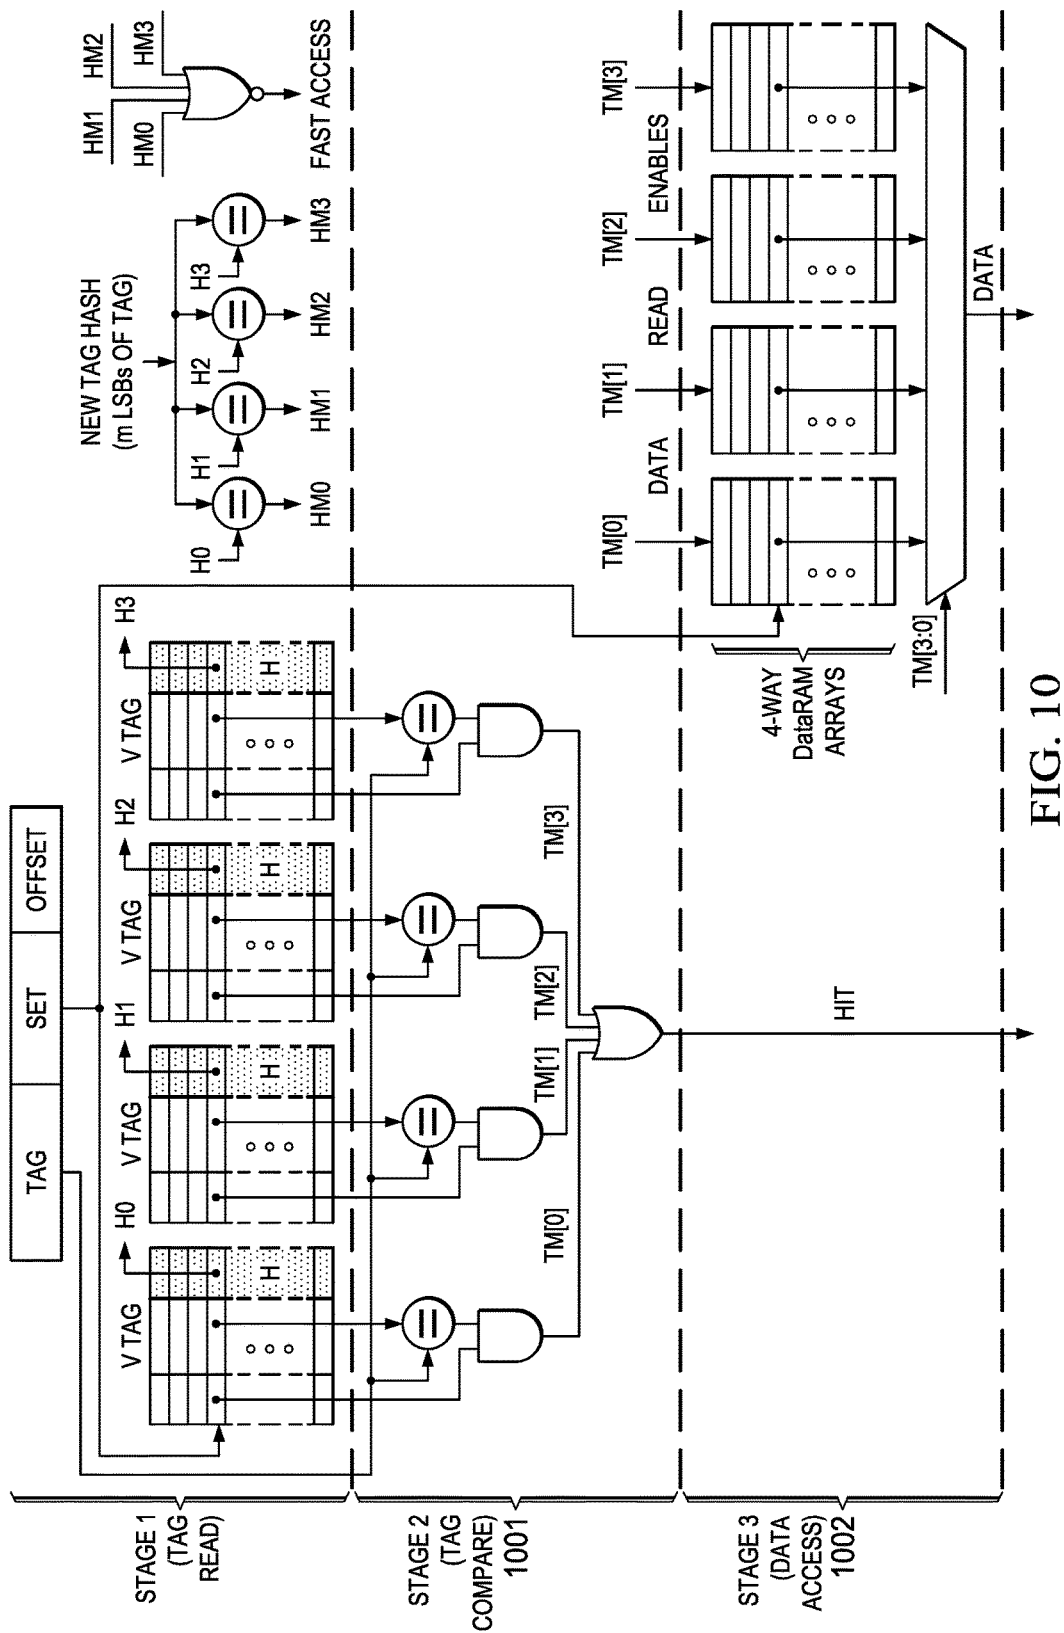 TAG
SET
OFFSET
STAGE 1
(TAG
READ)
V TAG
H0
V TAG
H1
V TAG
H2
V TAG
H3
H
H
H
H
NEW TAG HASH
(m LSBs OF TAG)
H0
H1
H2
H3
HM0
HM1
HM2
HM3
HM1
HM2
HM0
HM3
FAST ACCESS
STAGE 2
(TAG
COMPARE)
1001
TM[0]
TM[1]
TM[2]
TM[3]
HIT
TM[0]
TM[1]
TM[2]
TM[3]
DATA
READ
ENABLES
STAGE 3
(DATA
ACCESS)
1002
4-WAY
DataRAM
ARRAYS
TM[3:0]
DATA
FIG. 10